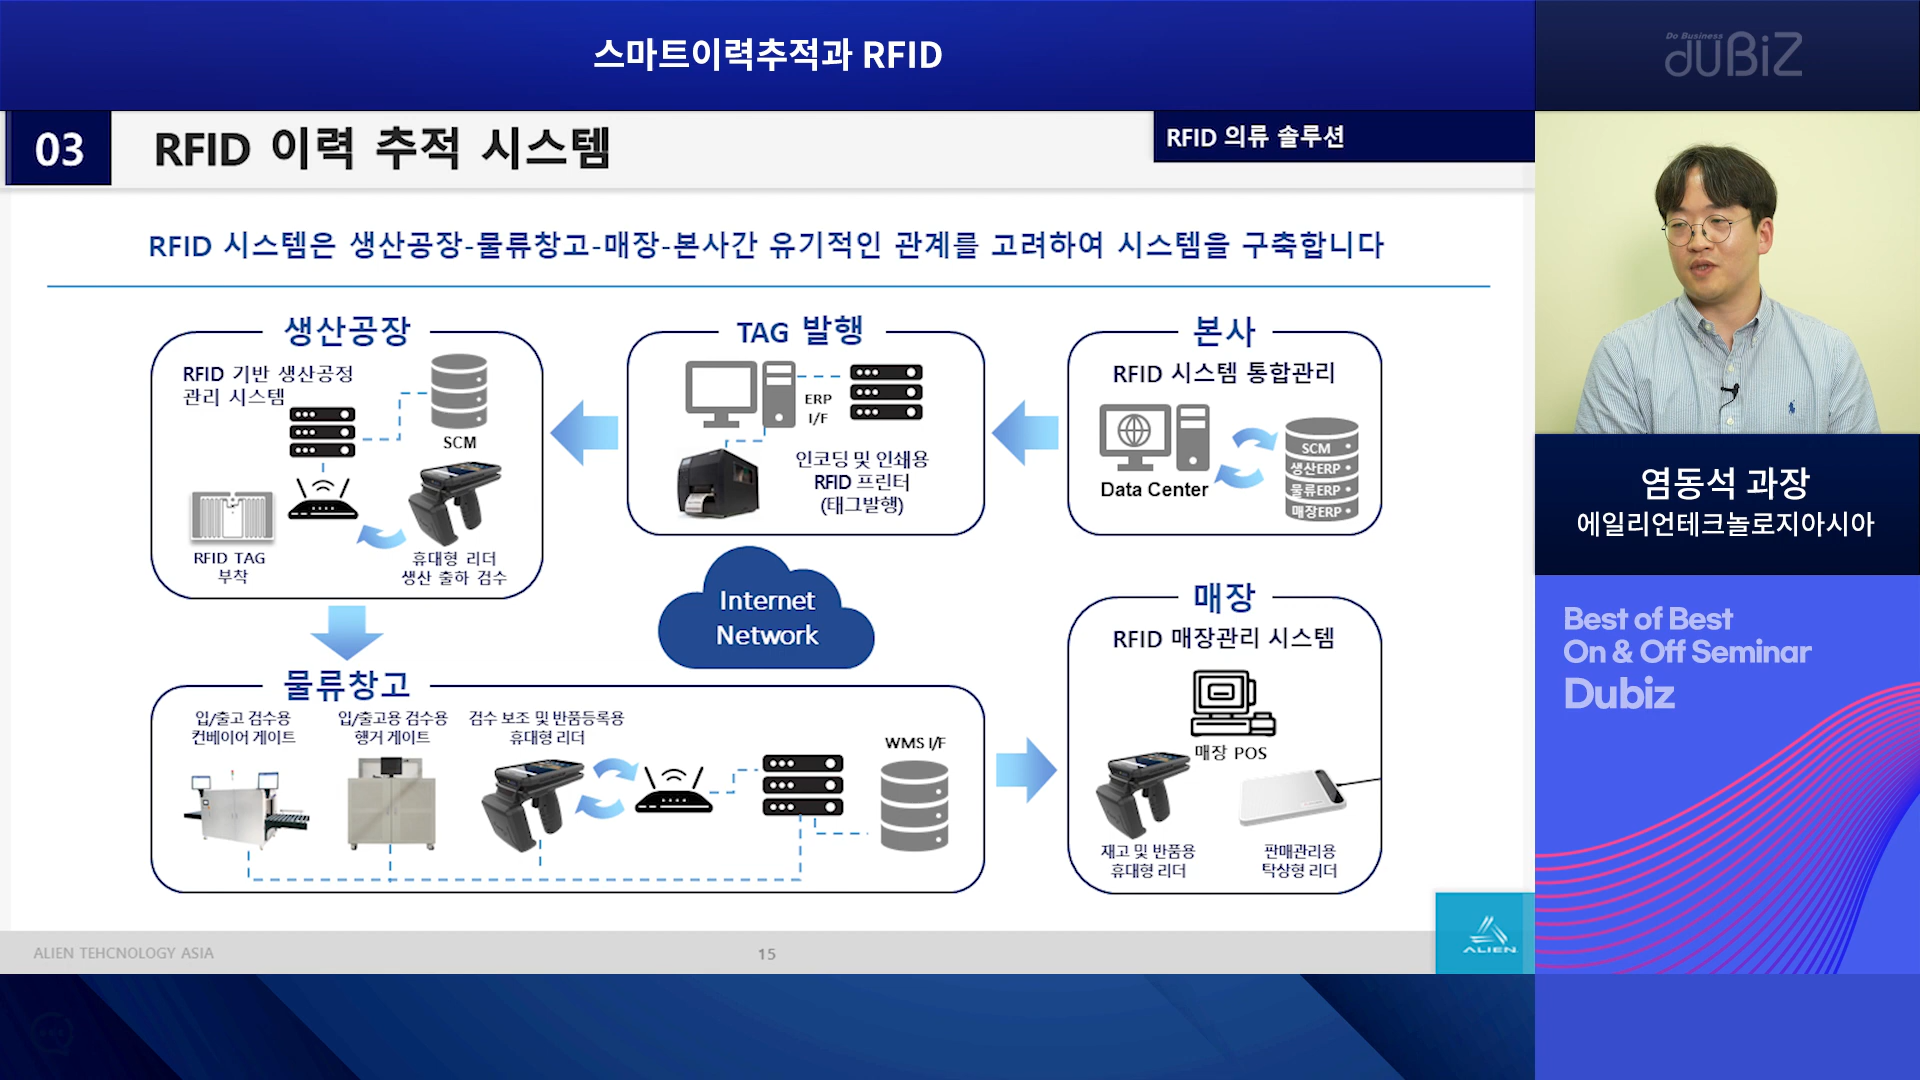 스마트이력추적과 RFID
Do Business
duBiZ
03
RFID 이력 추적 시스템
RFID 의류 솔루션
RFID 시스템은 생산공장-물류창고-매장-본사간 유기적인 관계를 고려하여 시스템을 구축합니다
생산공장
RFID 기반 생산공정
관리 시스템
SCM
RFID TAG
부착
휴대형 리더
생산 출하 검수
TAG 발행
ERP
I/F
인코딩 및 인쇄용
RFID 프린터
(태그발행)
본사
RFID 시스템 통합관리
Data Center
SCM
생산ERP
물류ERP
매장ERP
Internet
Network
물류창고
입/출고 검수용
컨베이어 게이트
입/출고용 검수용
행거 게이트
검수 보조 및 반품등록용
휴대형 리더
WMS I/F
매장
RFID 매장관리 시스템
매장 POS
재고 및 반품용
휴대형 리더
판매관리용
탁상형 리더
ALIEN TEHCNOLOGY ASIA
15
ALIEN
염동석 과장
에일리언테크놀로지아시아
Best of Best
On & Off Seminar
Dubiz